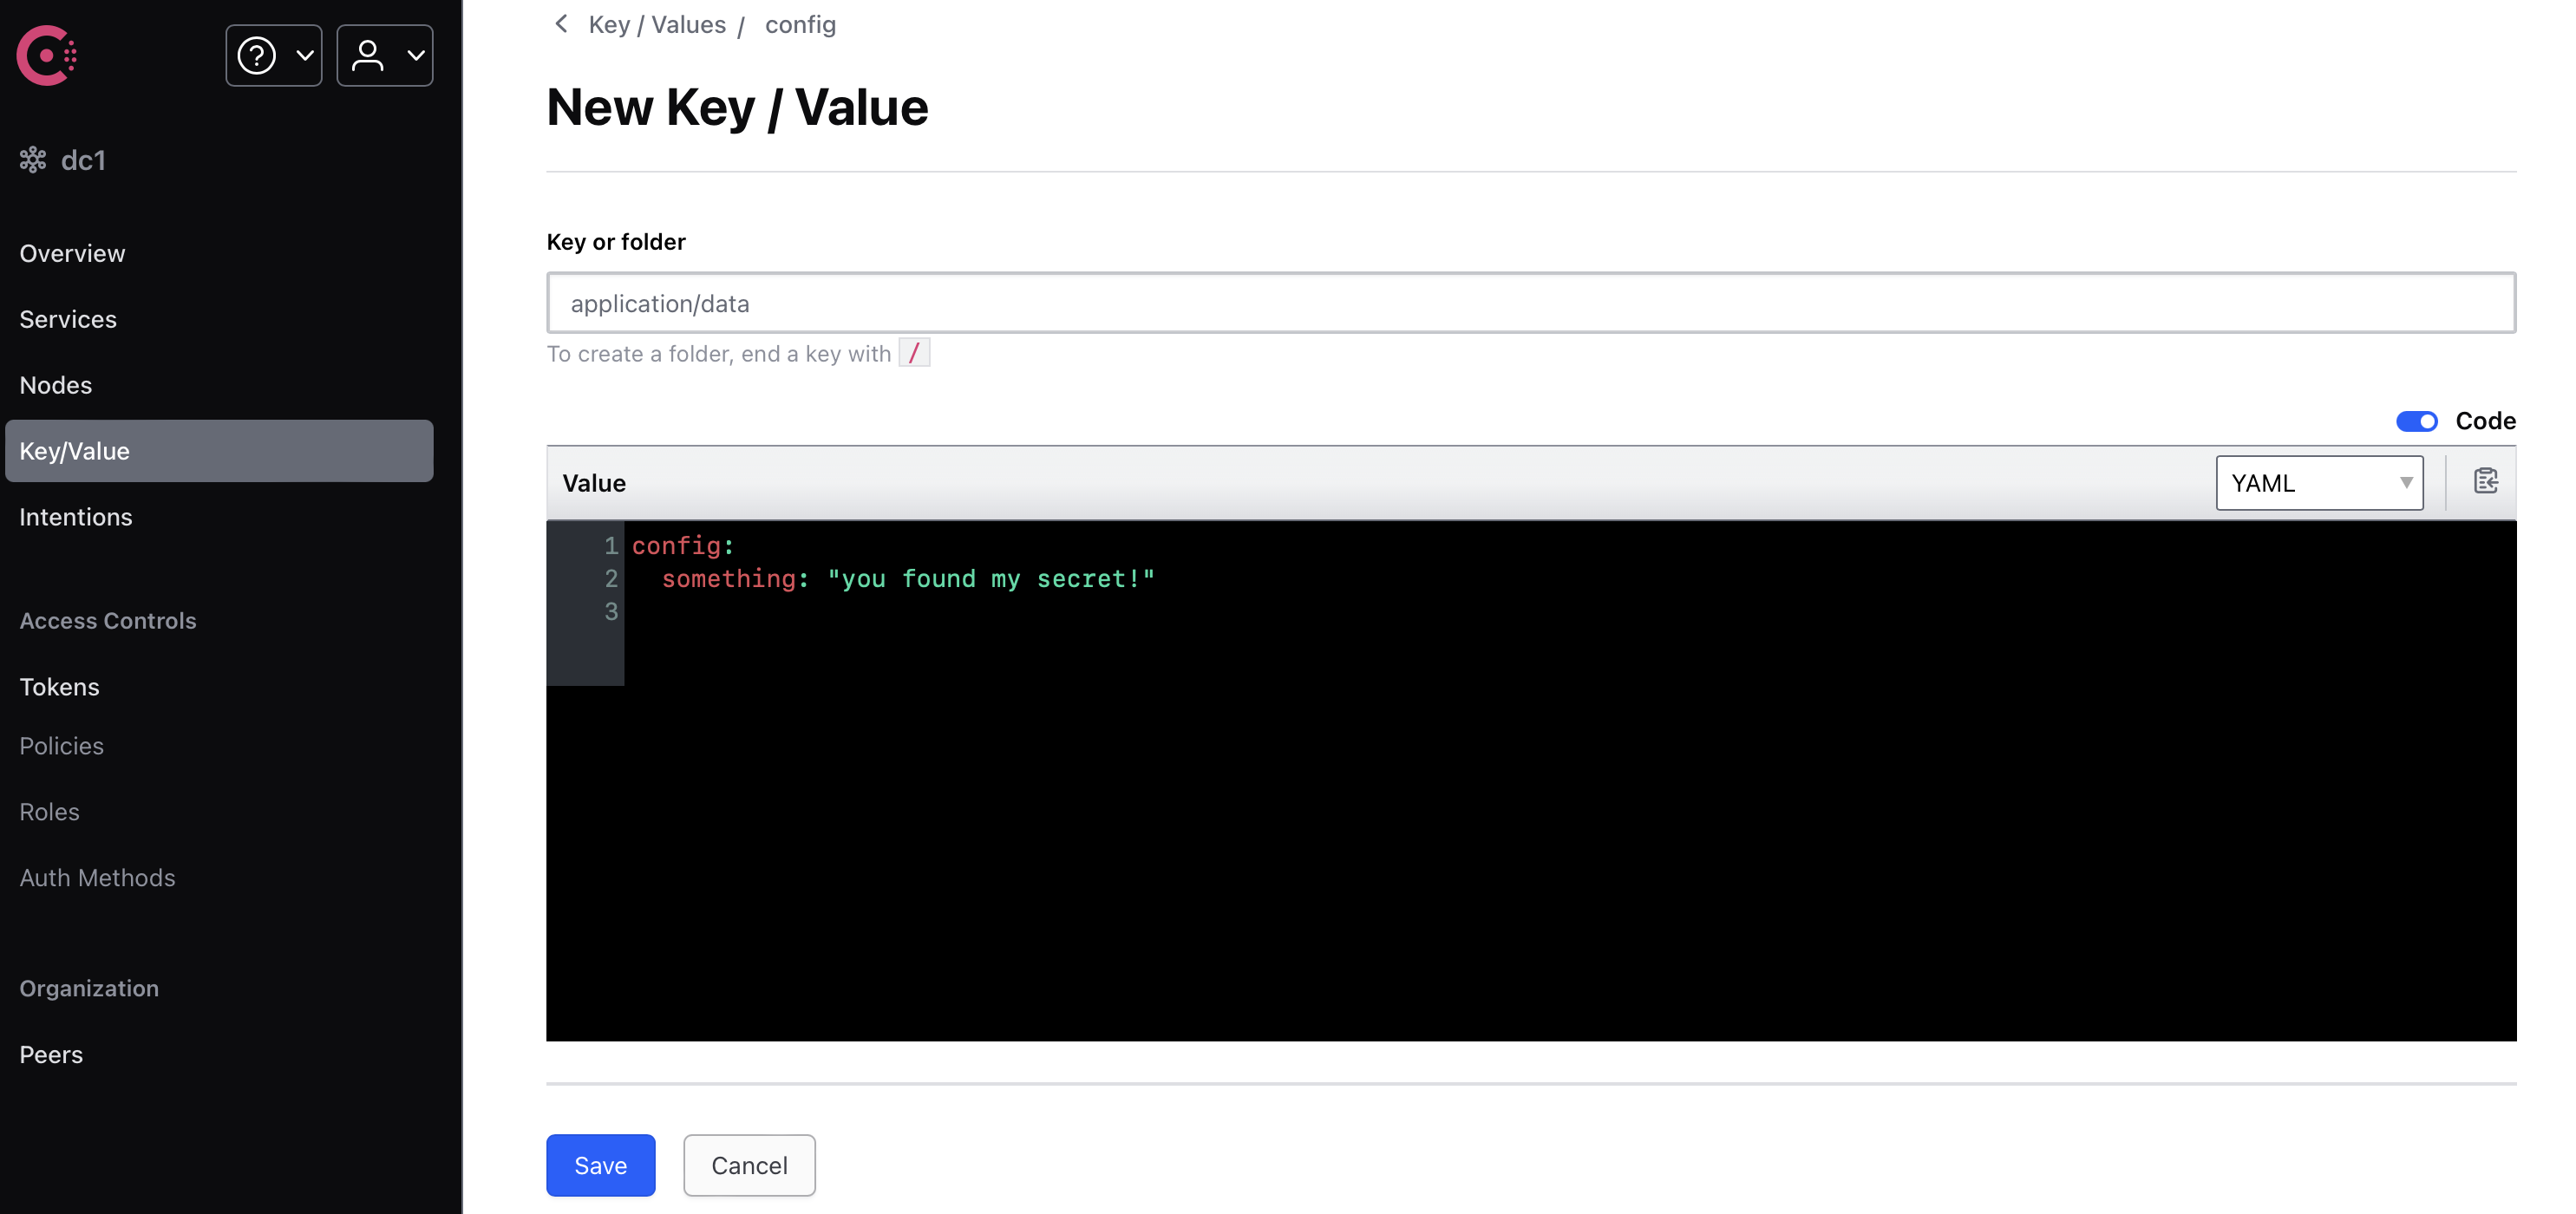 dc1
Overview
Services
Nodes
Key/Value
Intentions
Access Controls
Tokens
Policies
Roles
Auth Methods
Organization
Peers
Key / Values / config
New Key / Value
Key or folder
application/data
To create a folder, end a key with /
Code
Value YAML
1 config:
2   something: "you found my secret!"
3
Save Cancel